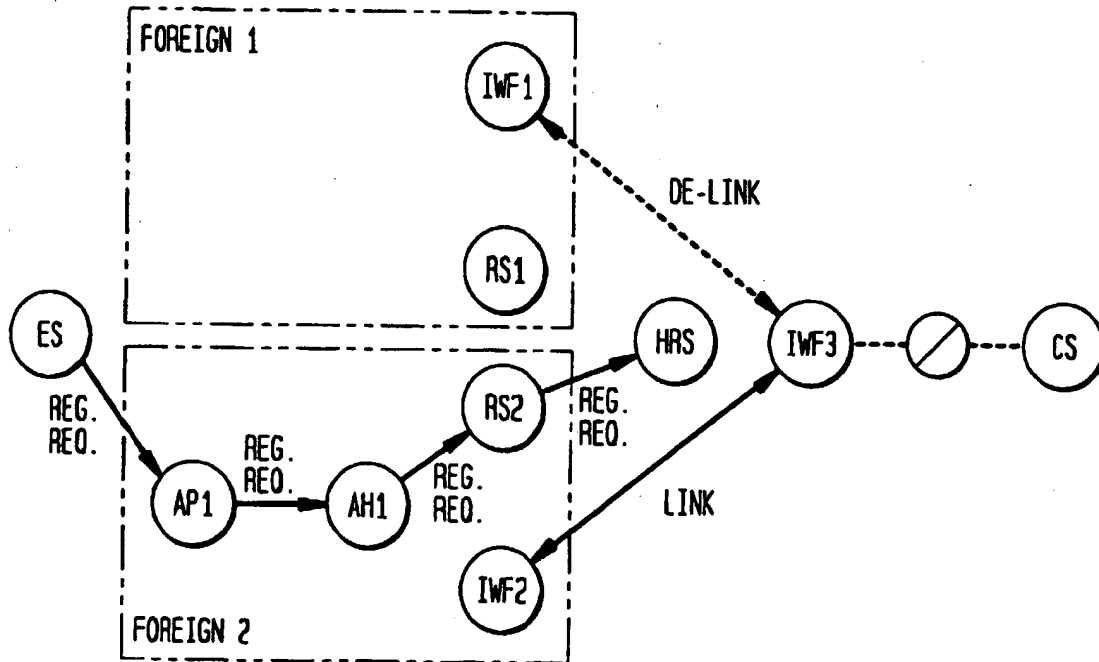 FOREIGN 1
IWF1
DE-LINK
RS1
ES
HRS
IWF3
CS
REG.
REQ.
RS2
REG.
REQ.
REG.
REQ.
REG.
REQ.
AP1
AH1
LINK
IWF2
FOREIGN 2